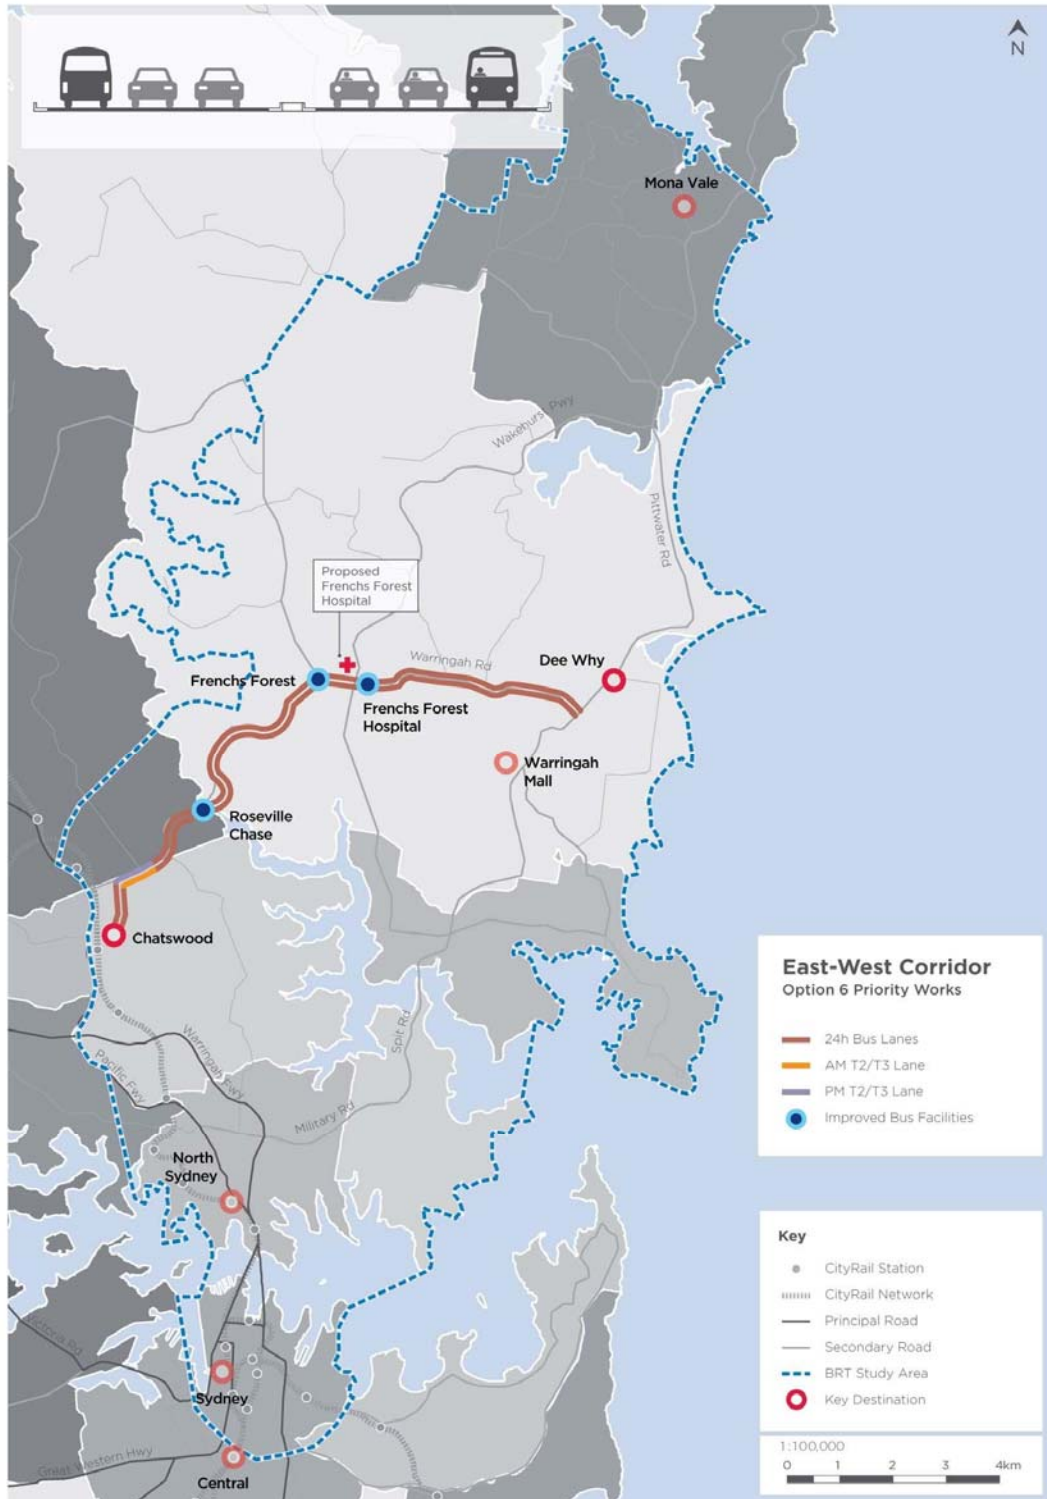 N
Mona Vale
Wakehurst Pwy
Pittwater Rd
Proposed
Frenchs Forest
Hospital
Warringah Rd
Dee Why
Frenchs Forest
Frenchs Forest
Hospital
Warringah
Mall
Roseville
Chase
Chatswood
East-West Corridor
Option 6 Priority Works
24h Bus Lanes
AM T2/T3 Lane
PM T2/T3 Lane
Improved Bus Facilities
Spit Rd
Warringah Fwy
Pacific Fwy
Military Rd
North
Sydney
Key
CityRail Station
CityRail Network
Principal Road
Secondary Road
BRT Study Area
Key Destination
Victoria Rd
Sydney
Great Western Hwy
Central
1:100,000
0 1 2 3 4km